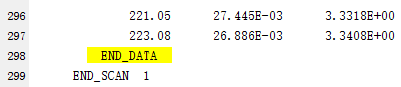 296 221.05 27.445E-03 3.3318E+00
297 223.08 26.886E-03 3.3408E+00
298 END_DATA
299 END_SCAN 1